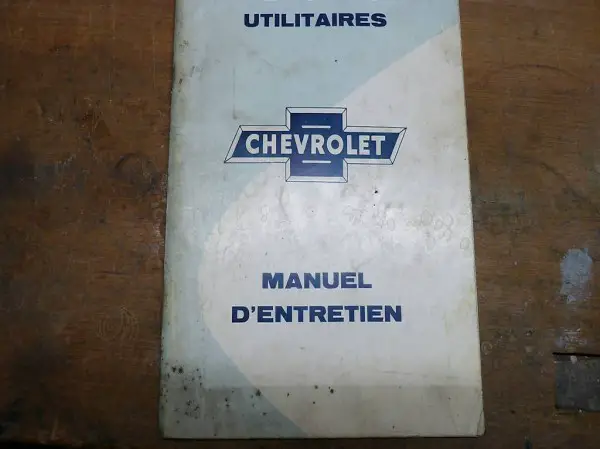 UTILITAIRES
CHEVROLET
MANUEL
D'ENTRETIEN